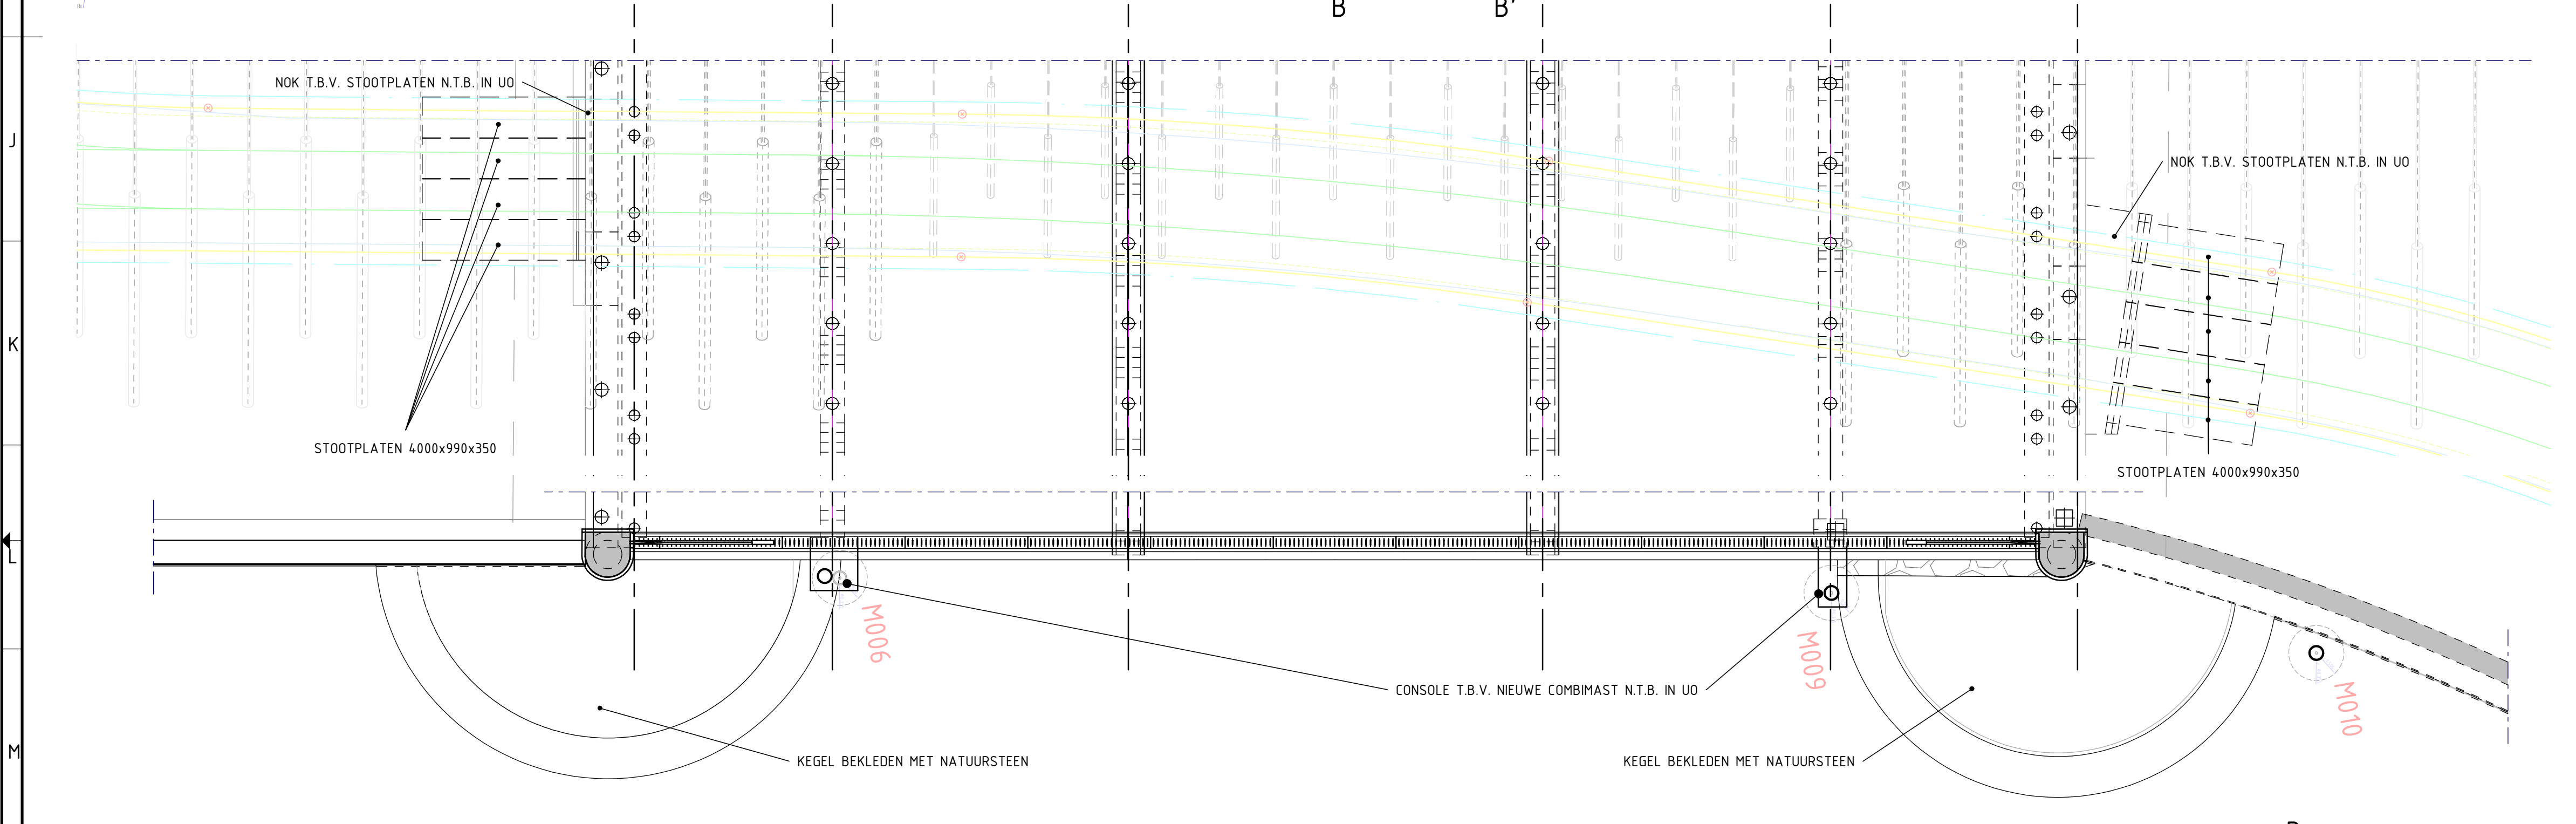 B
B'
J
NOK T.B.V. STOOTPLATEN N.T.B. IN UO
NOK T.B.V. STOOTPLATEN N.T.B. IN UO
K
STOOTPLATEN 4000x990x350
STOOTPLATEN 4000x990x350
L
M006
M009
CONSOLE T.B.V. NIEUWE COMBIMAST N.T.B. IN UO
M010
M
KEGEL BEKLEDEN MET NATUURSTEEN
KEGEL BEKLEDEN MET NATUURSTEEN